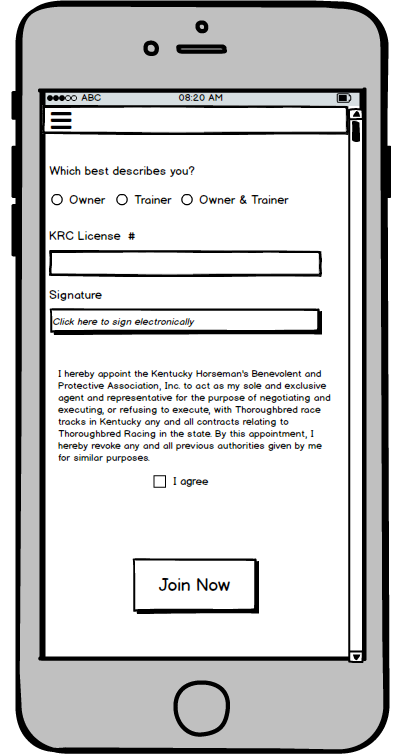 ABC 08:20 AM
Which best describes you?
Owner Trainer Owner & Trainer
KRC License #
Signature
Click here to sign electronically
I hereby appoint the Kentucky Horseman's Benevolent and
Protective Association, Inc. to act as my sole and exclusive
agent and representative for the purpose of negotiating and
executing, or refusing to execute, with Thoroughbred race
tracks in Kentucky any and all contracts relating to
Thoroughbred Racing in the state. By this appointment, I
hereby revoke any and all previous authorities given by me
for similar purposes.
I agree
Join Now